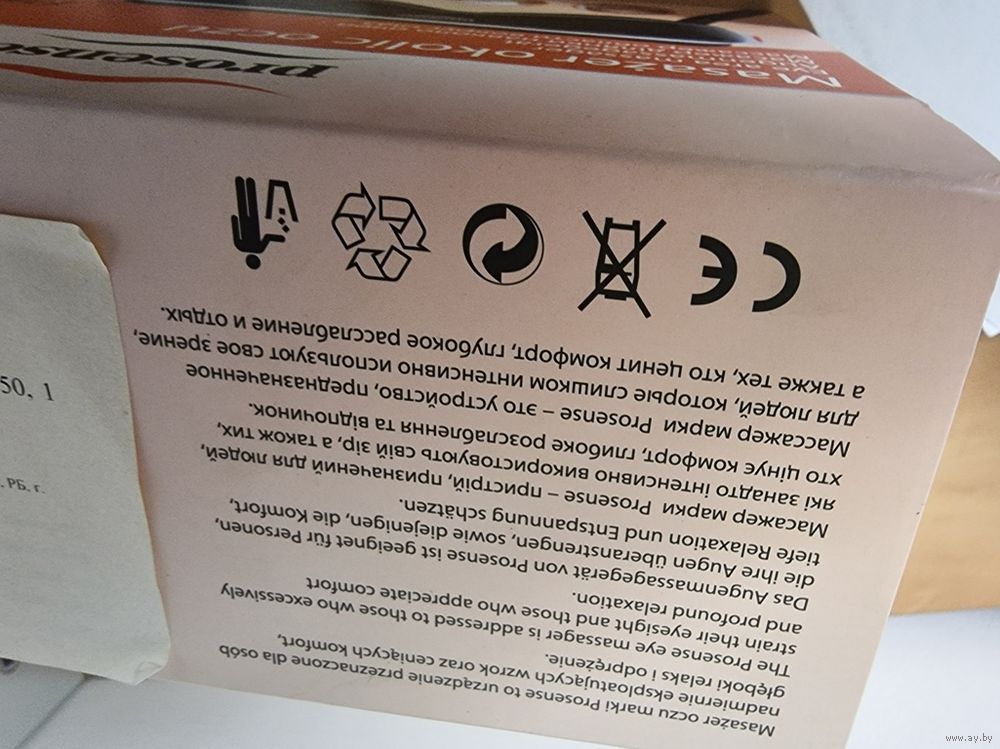 Masażer oczu marki Prosense to urządzenie przeznaczone dla osób
nadmiernie eksploatujących wzrok oraz ceniących komfort,
głęboki relaks i odprężenie.
The Prosense eye massager is addressed to those who excessively
strain their eyesight and those who appreciate comfort
and profound relaxation.
Das Augenmassagegerät von Prosense ist geeignet für Personen,
die ihre Augen überanstrengen, sowie diejenigen, die Komfort,
tiefe Relaxation und Entspannung schätzen.
Масажер марки Prosense – пристрій, призначений для людей,
які занадто інтенсивно використовують свій зір, а також тих,
хто цінує комфорт, глибоке розслаблення та відпочинок.
Массажер марки Prosense – это устройство, предназначенное
для людей, которые слишком интенсивно используют свое зрение,
а также тех, кто ценит комфорт, глубокое расслабление и отдых.
CE
prosense
Masażer okolic oczu
50, 1
РБ, г.
www.ay.by